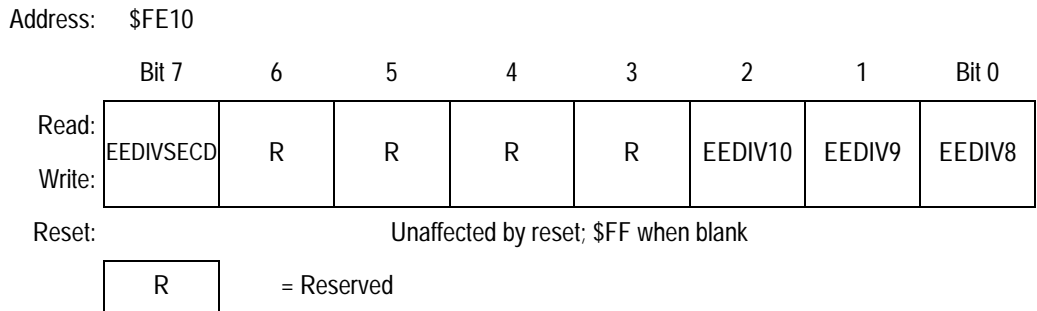 Address: $FE10
Bit 7 6 5 4 3 2 1 Bit 0
Read:
EEDIVSECD R R R R EEDIV10 EEDIV9 EEDIV8
Write:
Reset: Unaffected by reset; $FF when blank
R = Reserved